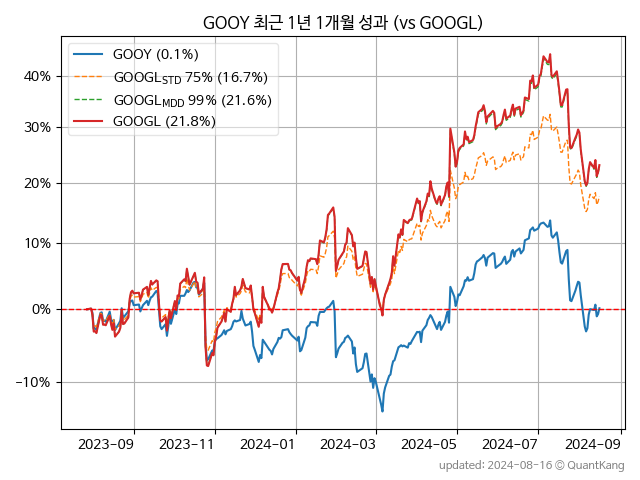 GOOY 최근 1년 1개월 성과 (vs GOOGL)
GOOY (0.1%)
GOOGL_STD 75% (16.7%)
GOOGL_MDD 99% (21.6%)
GOOGL (21.8%)
40%
30%
20%
10%
0%
−10%
2023-09
2023-11
2024-01
2024-03
2024-05
2024-07
2024-09
updated: 2024-08-16 © QuantKang